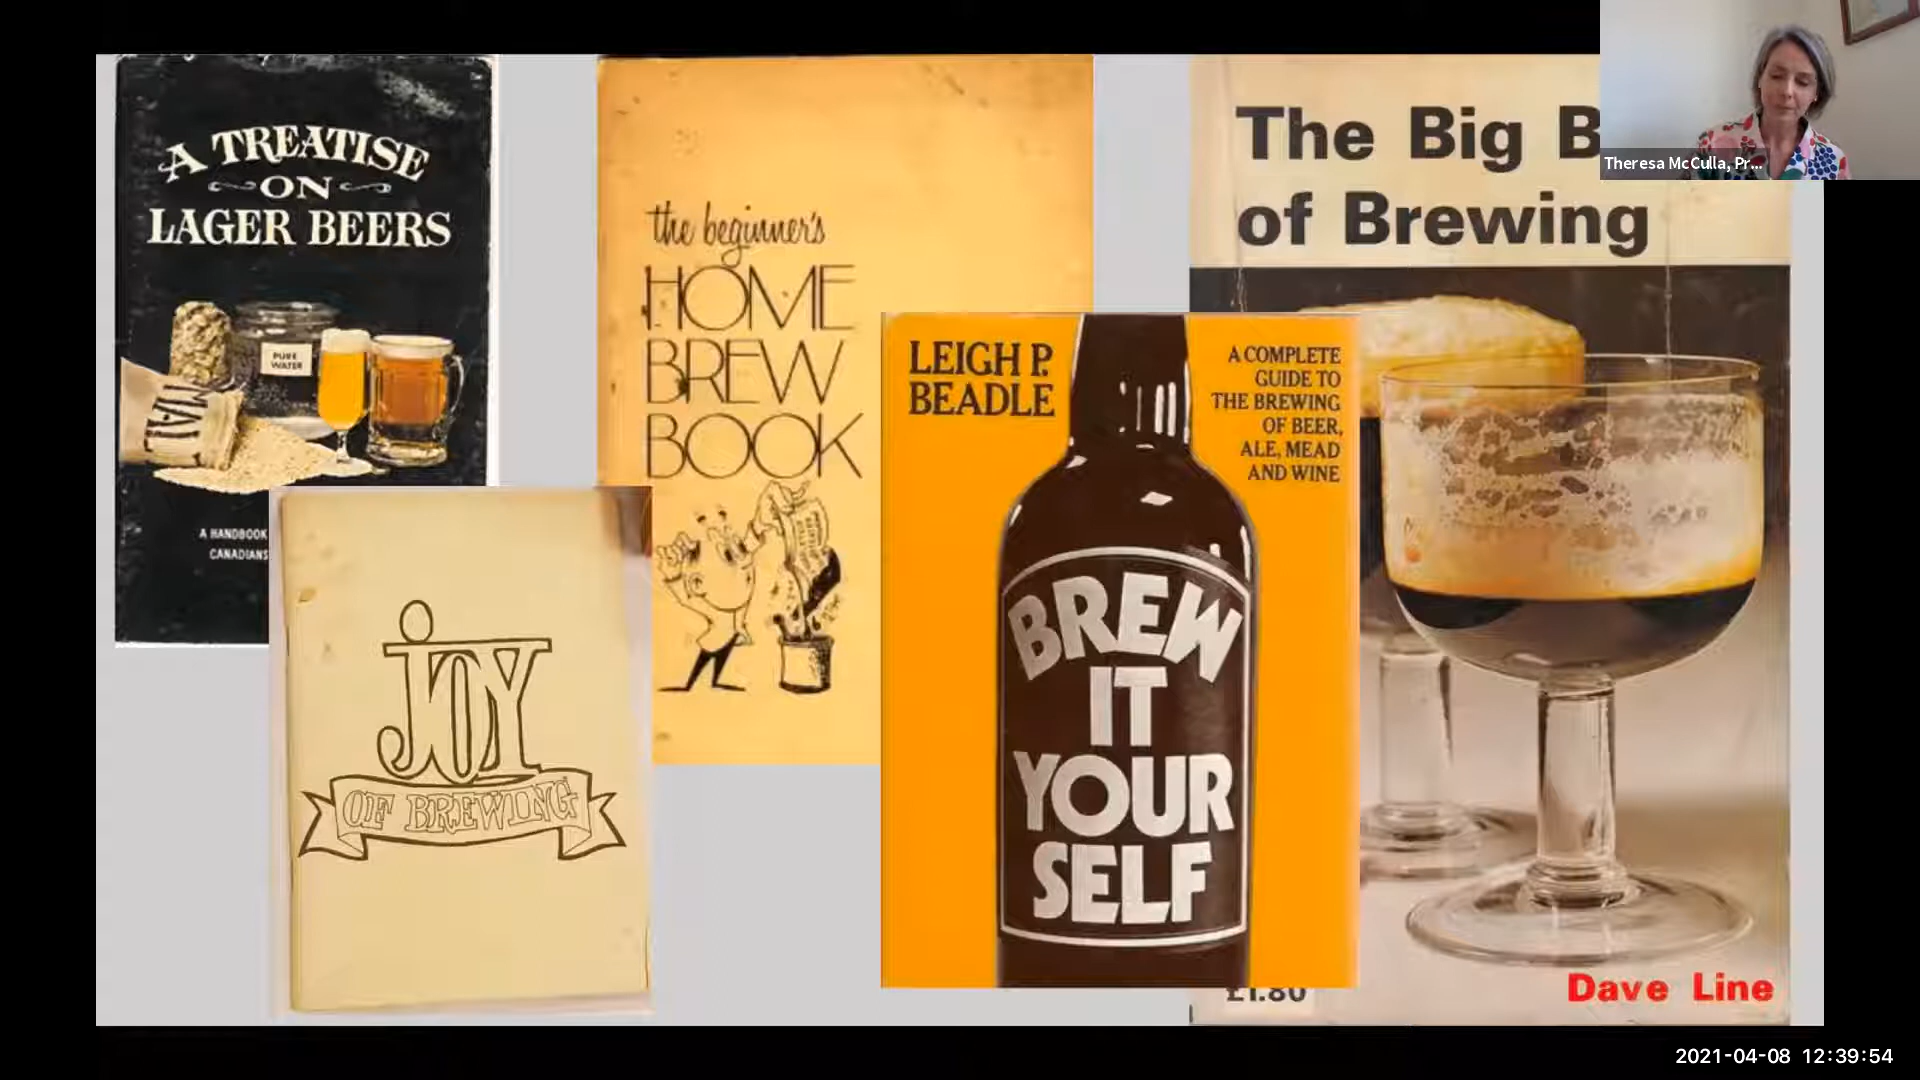 A TREATISE
ON
LAGER BEERS
PURE
WATER
MALT
A HANDBOOK
CANADIANS
JOY
OF BREWING
the beginner's
HOME
BREW
BOOK
LEIGH P.
BEADLE
A COMPLETE
GUIDE TO
THE BREWING
OF BEER,
ALE, MEAD
AND WINE
BREW
IT
YOUR
SELF
The Big B
of Brewing
£1.80
Dave Line
Theresa McCulla, Pr...
2021-04-08 12:39:54